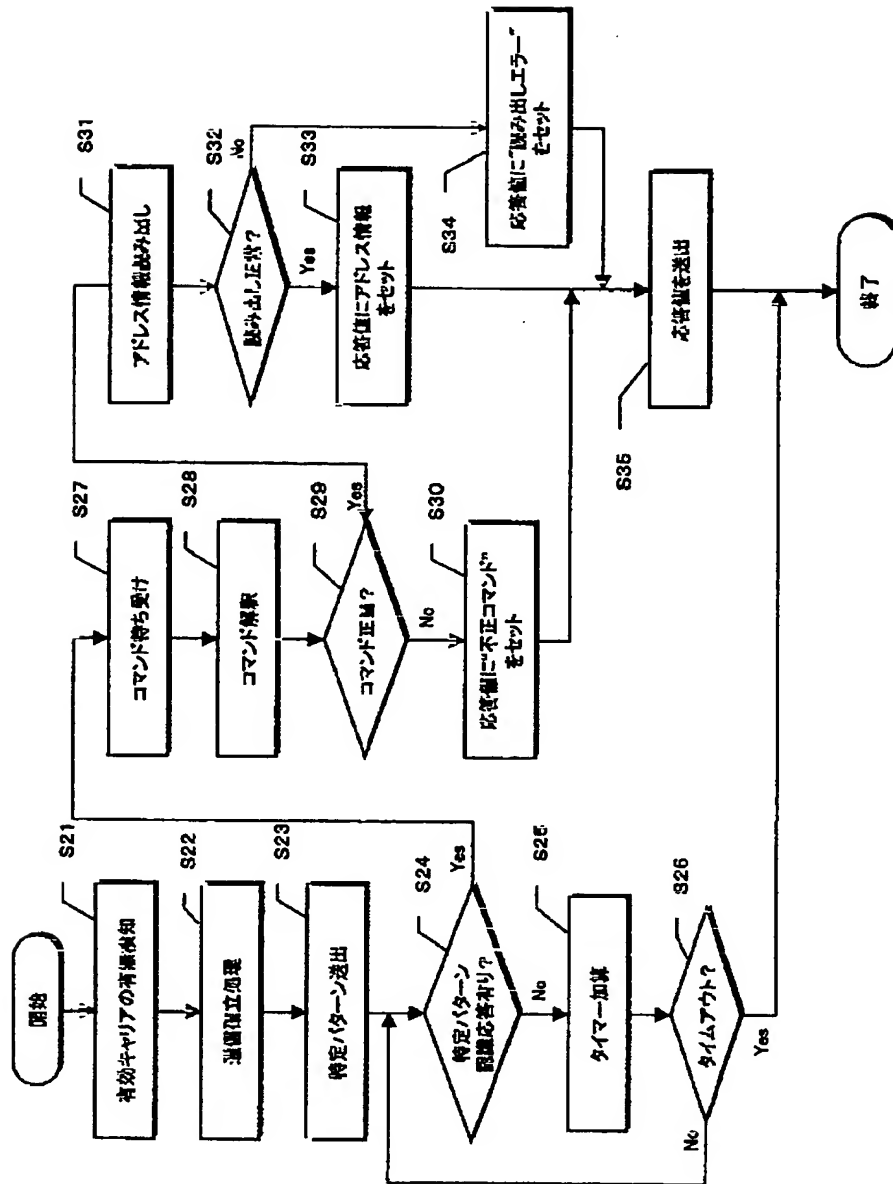 開始
S21
有効キャリアの有無検知
S22
通信確立処理
S23
特定パターン送出
S24
特定パターン
認識応答有り?
Yes
No
S25
タイマー加算
S26
タイムアウト?
No
Yes
S27
コマンド待ち受け
S28
コマンド解釈
S29
コマンド正当?
Yes
No
S30
応答値に"不正コマンド"
をセット
S31
アドレス情報読み出し
S32
読み出し正常?
No
Yes
S33
応答値にアドレス情報
をセット
S34
応答値に"読み出しエラー"
をセット
S35
応答値を送出
終了